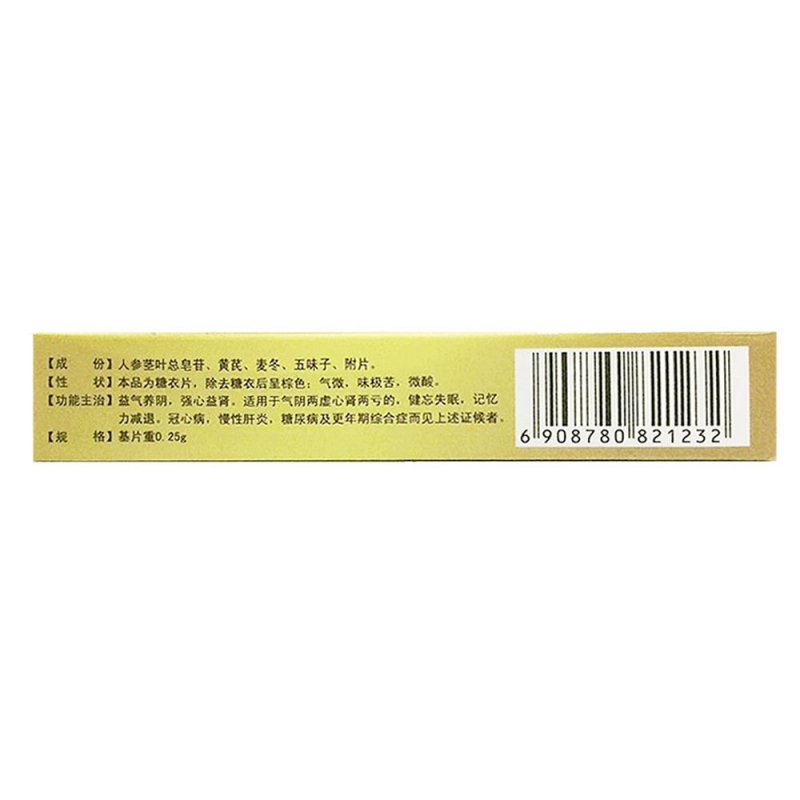 【成　份】人参茎叶总皂苷、黄芪、麦冬、五味子、附片。
【性　状】本品为糖衣片，除去糖衣后呈棕色；气微，味极苦，微酸。
【功能主治】益气养阴，强心益肾。适用于气阴两虚心肾两亏的，健忘失眠，记忆
力减退。冠心病，慢性肝炎，糖尿病及更年期综合症而见上述证候者。
【规　格】基片重0.25g
6 908780 821232